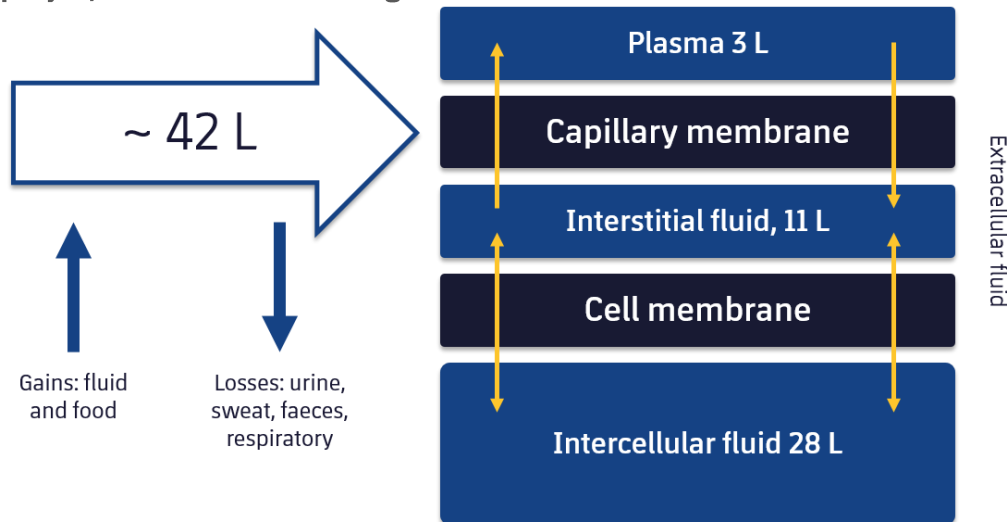 ~ 42 L
Gains: fluid
and food
Losses: urine,
sweat, faeces,
respiratory
Plasma 3 L
Capillary membrane
Interstitial fluid, 11 L
Cell membrane
Intercellular fluid 28 L
Extracellular fluid